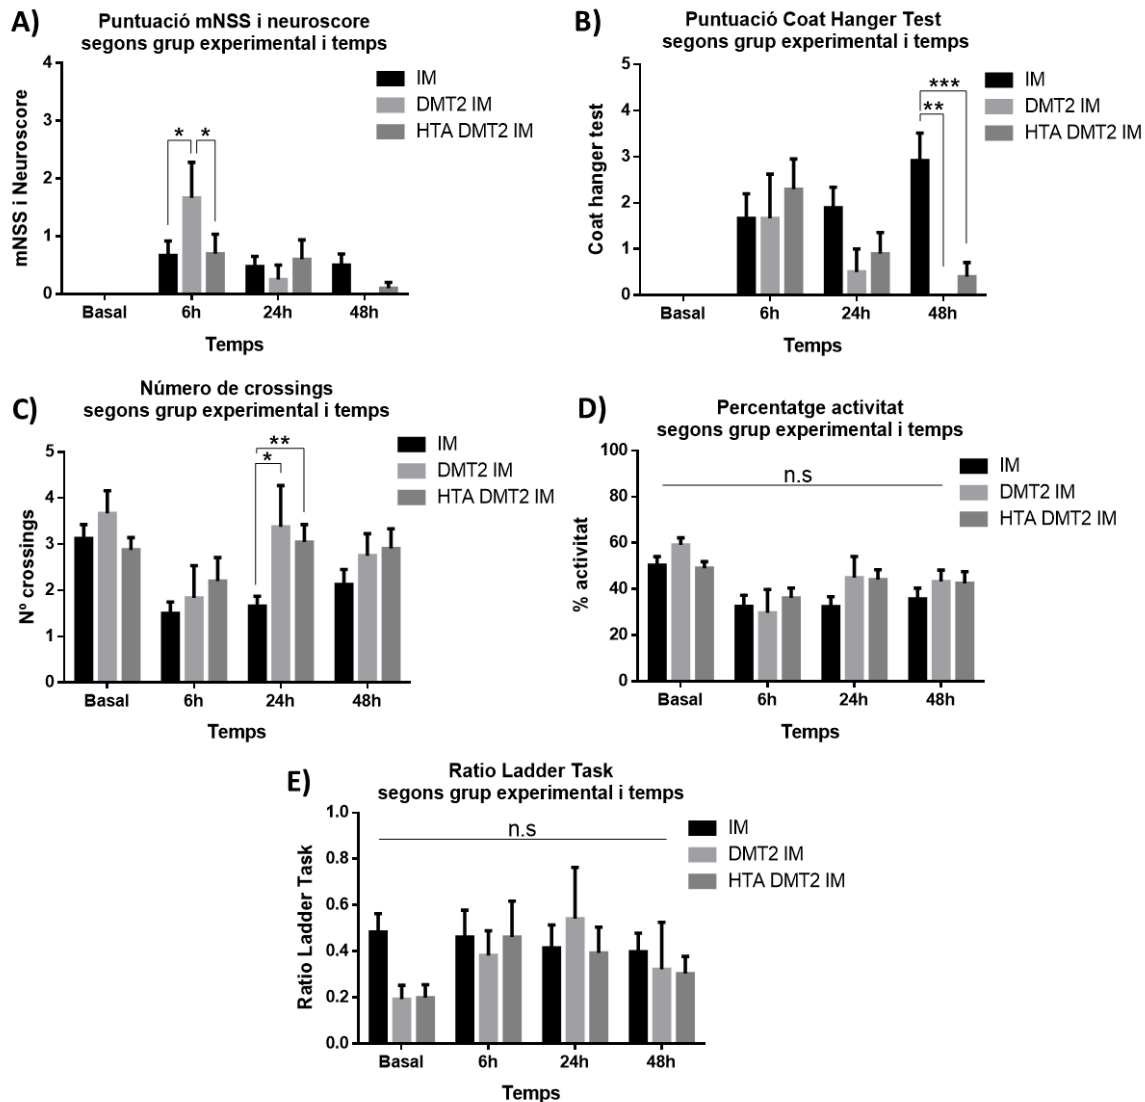 A)
Puntuació mNSS i neuroscore
segons grup experimental i temps
mNSS i Neuroscore
4
3
2
1
0
IM
DMT2 IM
HTA DMT2 IM
* *
Basal 6h 24h 48h
Temps
B)
Puntuació Coat Hanger Test
segons grup experimental i temps
Coat hanger test
5
4
3
2
1
0
***
**
IM
DMT2 IM
HTA DMT2 IM
Basal 6h 24h 48h
Temps
C)
Número de crossings
segons grup experimental i temps
Nº crossings
5
4
3
2
1
0
**
*
IM
DMT2 IM
HTA DMT2 IM
Basal 6h 24h 48h
Temps
D)
Percentatge activitat
segons grup experimental i temps
% activitat
100
80
60
40
20
0
n.s
IM
DMT2 IM
HTA DMT2 IM
Basal 6h 24h 48h
Temps
E)
Ratio Ladder Task
segons grup experimental i temps
Ratio Ladder Task
1.0
0.8
0.6
0.4
0.2
0.0
n.s
IM
DMT2 IM
HTA DMT2 IM
Basal 6h 24h 48h
Temps